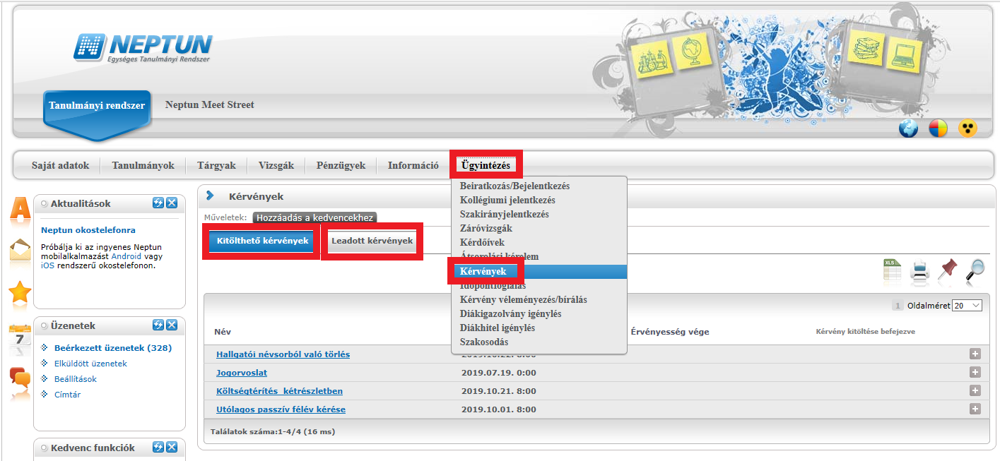 NEPTUN
Egységes Tanulmányi Rendszer
Tanulmányi rendszer
Neptun Meet Street
Saját adatok
Tanulmányok
Tárgyak
Vizsgák
Pénzügyek
Információ
Ügyintézés
Beiratkozás/Bejelentkezés
Kollégiumi jelentkezés
Szakirányjelentkezés
Záróvizsgák
Kérdőívek
Átsorolási kérelem
Kérvények
Időpontfoglalás
Kérvény véleményezés/bírálás
Diákigazolvány igénylés
Diákhitel igénylés
Szakosodás
Aktualitások
Neptun okostelefonra
Próbálja ki az ingyenes Neptun
mobilalkalmazást Android vagy
iOS rendszerű okostelefonon.
7
Üzenetek
Beérkezett üzenetek (328)
Elküldött üzenetek
Beállítások
Címtár
Kedvenc funkciók
Kérvények
Műveletek: Hozzáadás a kedvencekhez
Kitölthető kérvények
Leadott kérvények
XLS
1 Oldalméret 20
Név Érvényesség vége Kérvény kitöltése befejezve
Hallgatói névsorból való törlés 2019.10.22. 8:00
Jogorvoslat 2019.07.19. 0:00
Költségtérítés kétrészletben 2019.10.21. 8:00
Utólagos passzív félév kérése 2019.10.01. 8:00
Találatok száma:1-4/4 (16 ms)